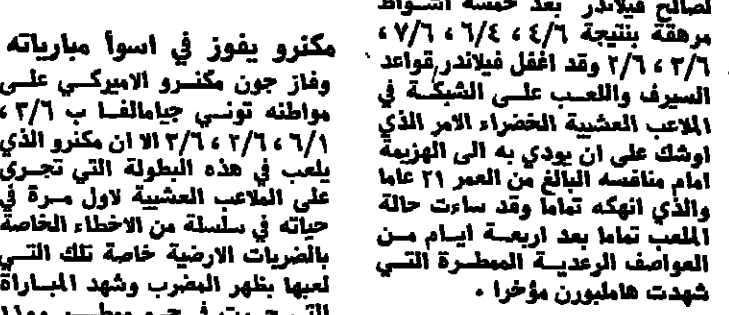 لصالح فيلاندر بعد خمسة اشواط
مرهقة بنتيجة ٤/٦ ، ٦/٤ ، ٧/٦ ،
٣/٦ ، ٢/٦ وقد اغفل فيلاندر قواعد
السيرف واللعب على الشبكة في
الملاعب العشبية الخضراء الامر الذي
اوشك على ان يودي به الى الهزيمة
امام منافسه البالغ من العمر ٢١ عاما
والذي انهكه تماما وقد ساءت حالة
الملعب تماما بعد اربعة ايام من
العواصف الرعدية الممطرة التي
شهدت هاملبورن مؤخرا .
مكنرو يفوز في اسوأ مبارياته
وفاز جون مكنرو الاميركي على
مواطنه توني جيامالفا ب ٣/٦ ،
٦/١ ، ٢/٦ ، ٣/٦ الا ان مكنرو الذي
يلعب في هذه البطولة التي تجري
على الملاعب العشبية لاول مرة في
حياته في سلسلة من الاخطاء الخاصة
بالضربات الارضية خاصة تلك التي
لعبها بظهر المضرب وشهد المباراة